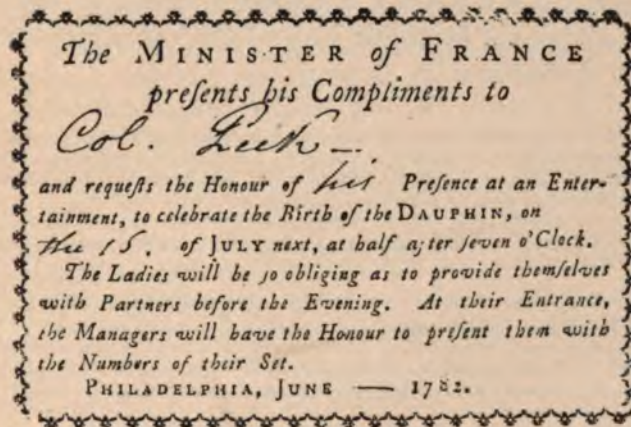 The MINISTER of FRANCE
preſents his Compliments to
Col. Peek
and requeſts the Honour of his Preſence at an Enter-
tainment, to celebrate the Birth of the DAUPHIN, on
the 15. of JULY next, at half after ſeven o'Clock.
The Ladies will be ſo obliging as to provide themſelves
with Partners before the Evening. At their Entrance,
the Managers will have the Honour to preſent them with
the Numbers of their Set.
PHILADELPHIA, JUNE — 1782.